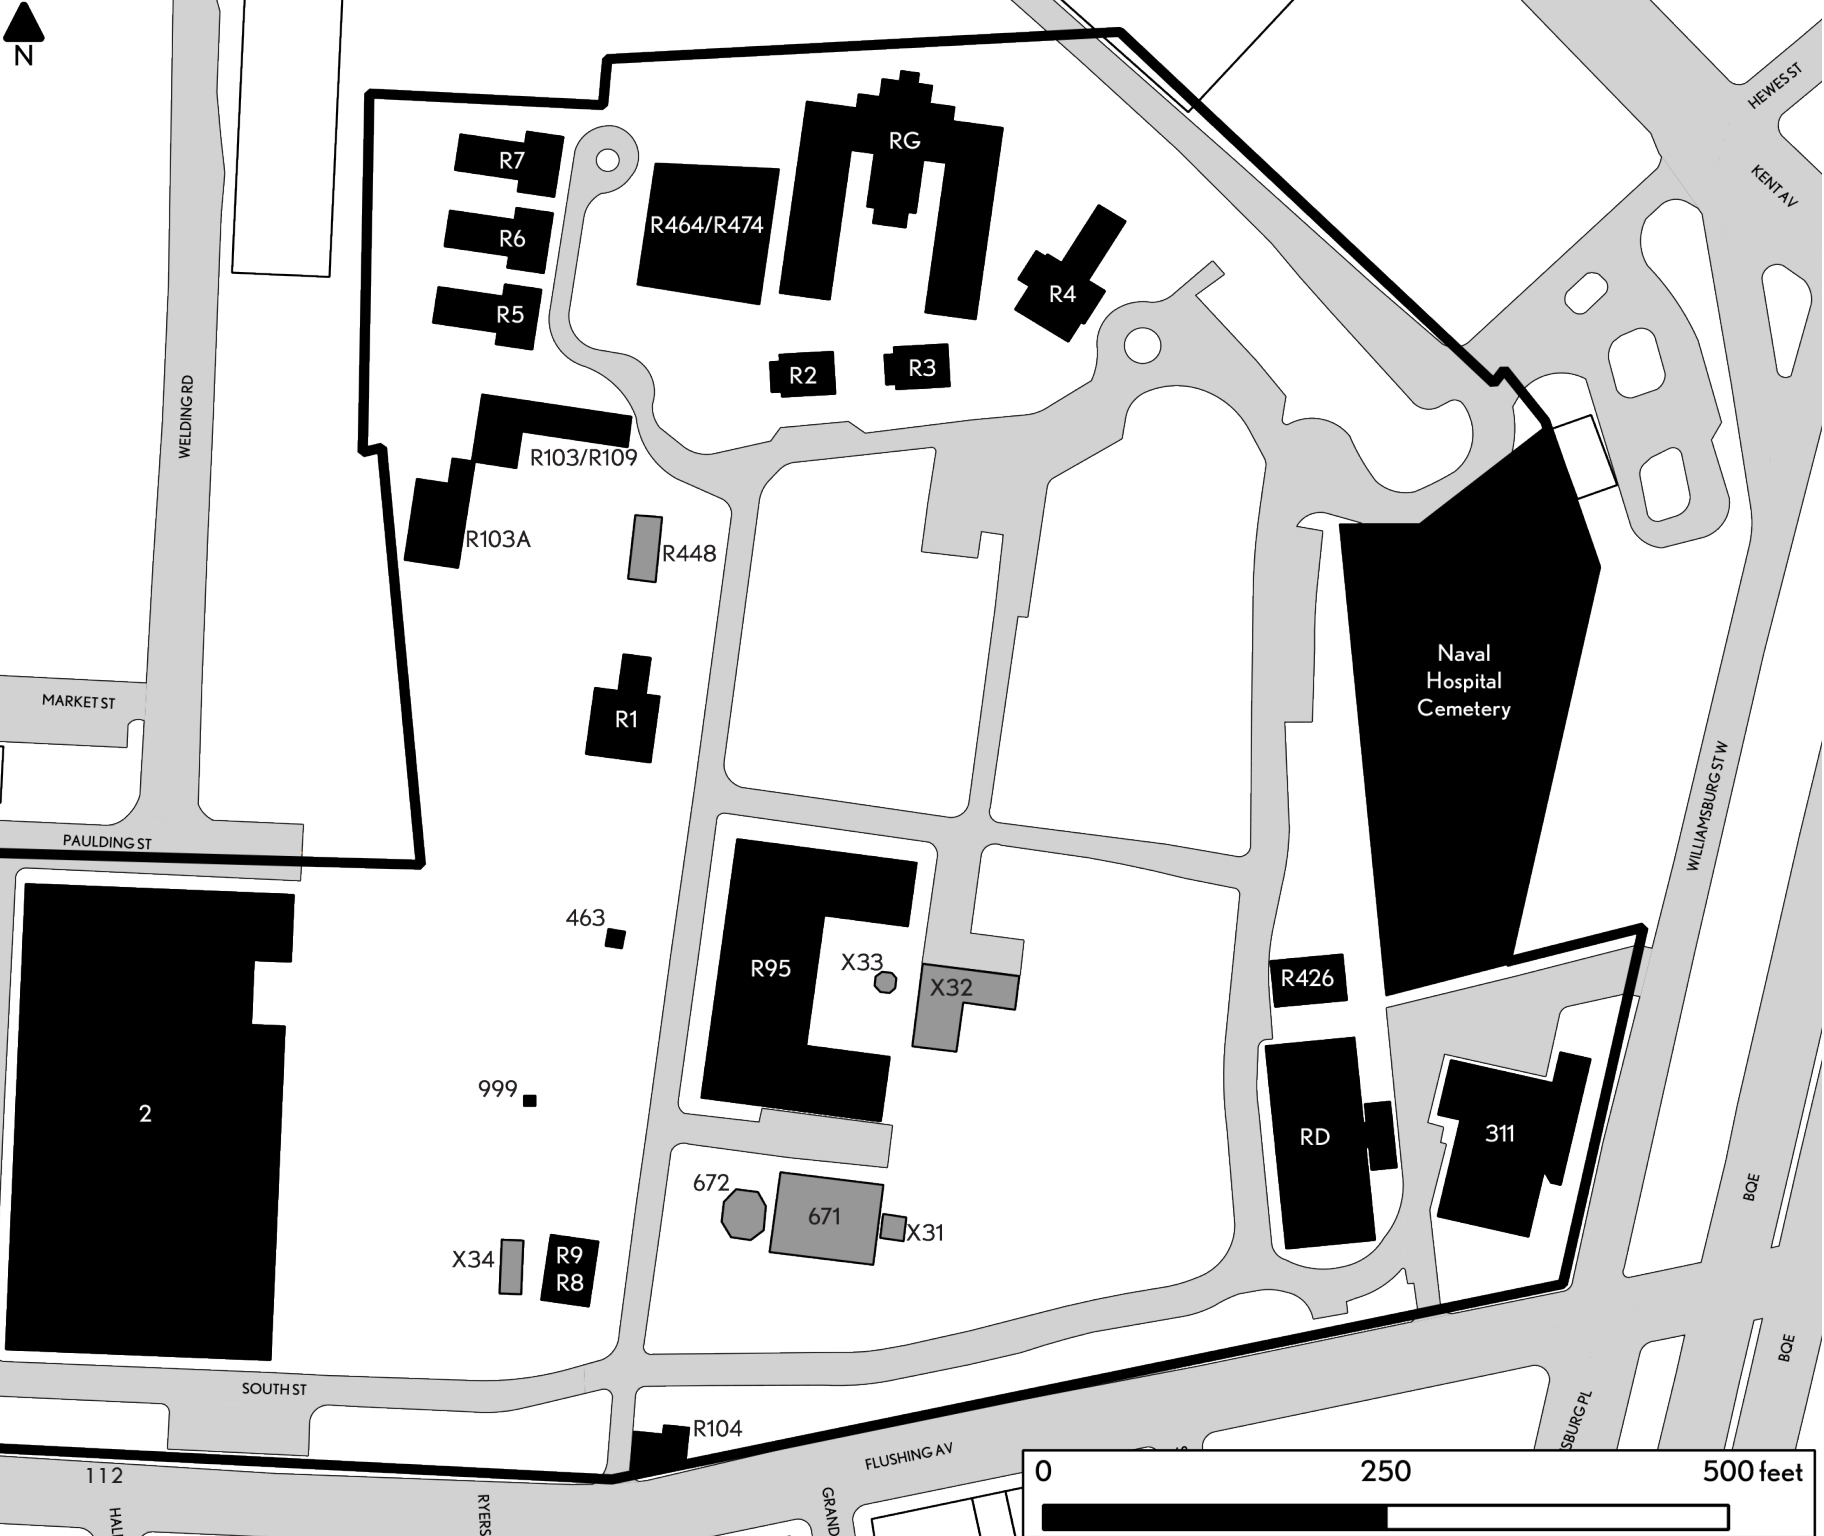 N
HEWES ST
KENT AV
R7
RG
R6
R464/R474
R5
R4
R2
R3
WELDING RD
R103/R109
R103A
R448
Naval
Hospital
Cemetery
MARKET ST
R1
WILLIAMSBURG ST W
PAULDING ST
463
X33
R95
X32
R426
999
2
RD
311
672
671
X31
BQE
X34
R9
R8
BQE
SOUTH ST
R104
FLUSHING AV
112
RYERS
GRAND
0 250 500 feet